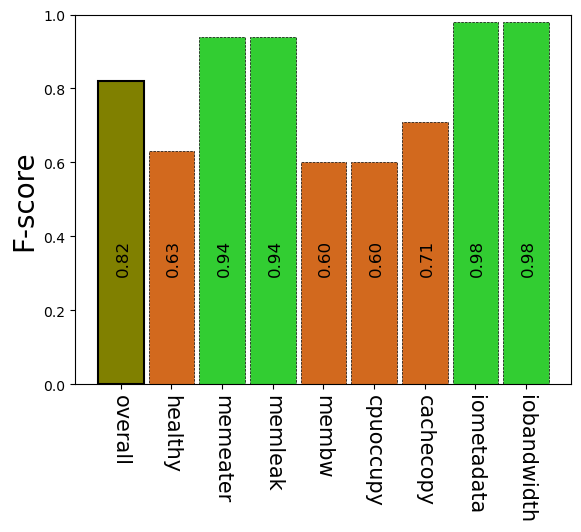 F-score
1.0
0.8
0.6
0.4
0.2
0.0
0.82
0.63
0.94
0.94
0.60
0.60
0.71
0.98
0.98
overall
healthy
memeater
memleak
membw
cpuoccupy
cachecopy
iometadata
iobandwidth